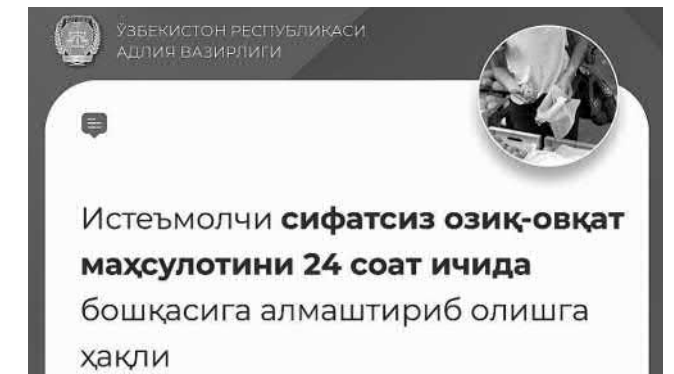 ЎЗБЕКИСТОН РЕСПУБЛИКАСИ
АДЛИЯ ВАЗИРЛИГИ
Истеъмолчи сифатсиз озиқ-овқат
маҳсулотини 24 соат ичида
бошқасига алмаштириб олишга
ҳақли